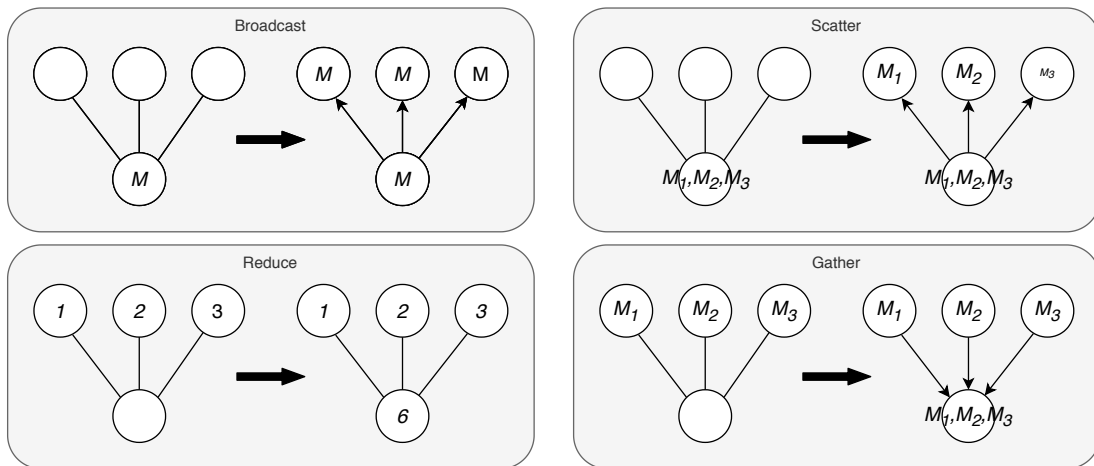 Broadcast
M M M
M M
Scatter
M1 M2 M3
M1,M2,M3 M1,M2,M3
Reduce
1 2 3 1 2 3
6
Gather
M1 M2 M3 M1 M2 M3
M1,M2,M3